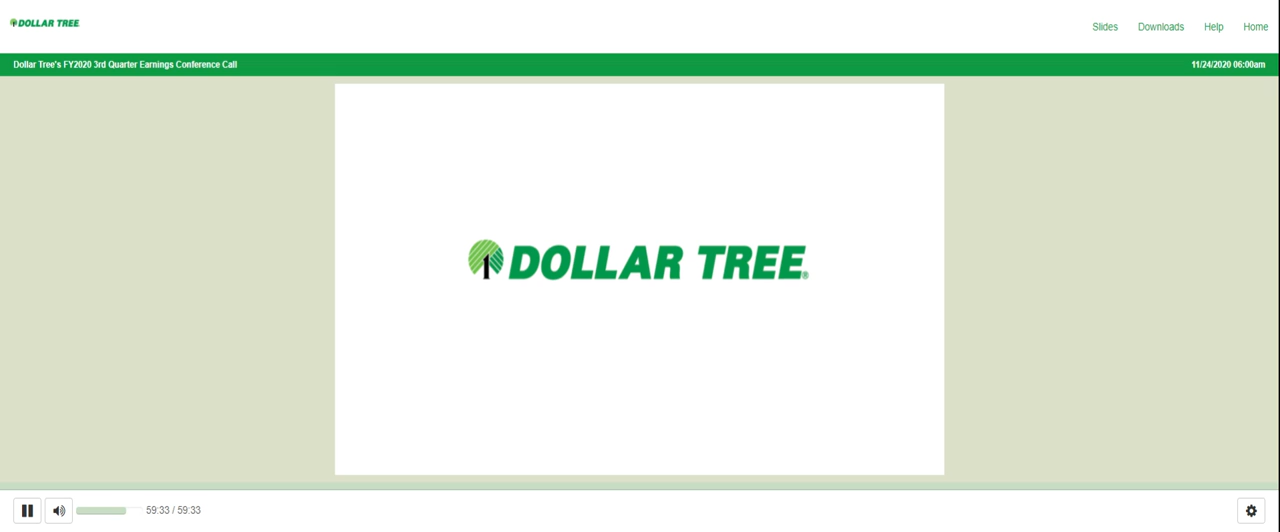 DOLLAR TREE
Slides Downloads Help Home
Dollar Tree's FY2020 3rd Quarter Earnings Conference Call 11/24/2020 06:00am
DOLLAR TREE®
59:33 / 59:33